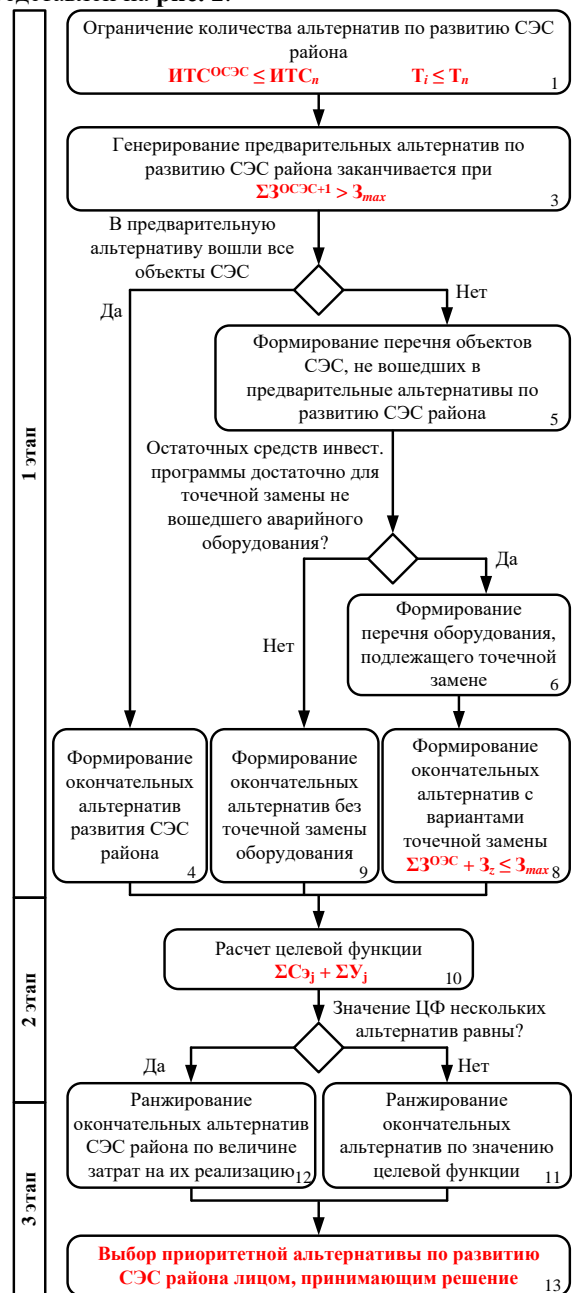 Ограничение количества альтернатив по развитию СЭС
района
ИТС^ОСЭС ≤ ИТС_n T_i ≤ T_n
1
Генерирование предварительных альтернатив по
развитию СЭС района заканчивается при
ΣЗ^ОСЭС+1 > З_max
3
В предварительную
альтернативу вошли все
объекты СЭС
Да
Нет
Формирование перечня объектов
СЭС, не вошедших в
предварительные альтернативы по
развитию СЭС района
5
1 этап
Остаточных средств инвест.
программы достаточно для
точечной замены не
вошедшего аварийного
оборудования?
Да
Нет
Формирование
перечня оборудования,
подлежащего точечной
замене
6
Формирование
окончательных
альтернатив
развития СЭС
района
4
Формирование
окончательных
альтернатив без
точечной замены
оборудования
9
Формирование
окончательных
альтернатив с
вариантами
точечной замены
ΣЗ^ОЭС + З_z ≤ З_max
8
2 этап
Расчет целевой функции
ΣСэ_j + ΣУ_j
10
Значение ЦФ нескольких
альтернатив равны?
Да
Нет
Ранжирование
окончательных альтернатив
СЭС района по величине
затрат на их реализацию
12
Ранжирование
окончательных
альтернатив по значению
целевой функции
11
3 этап
Выбор приоритетной альтернативы по развитию
СЭС района лицом, принимающим решение
13